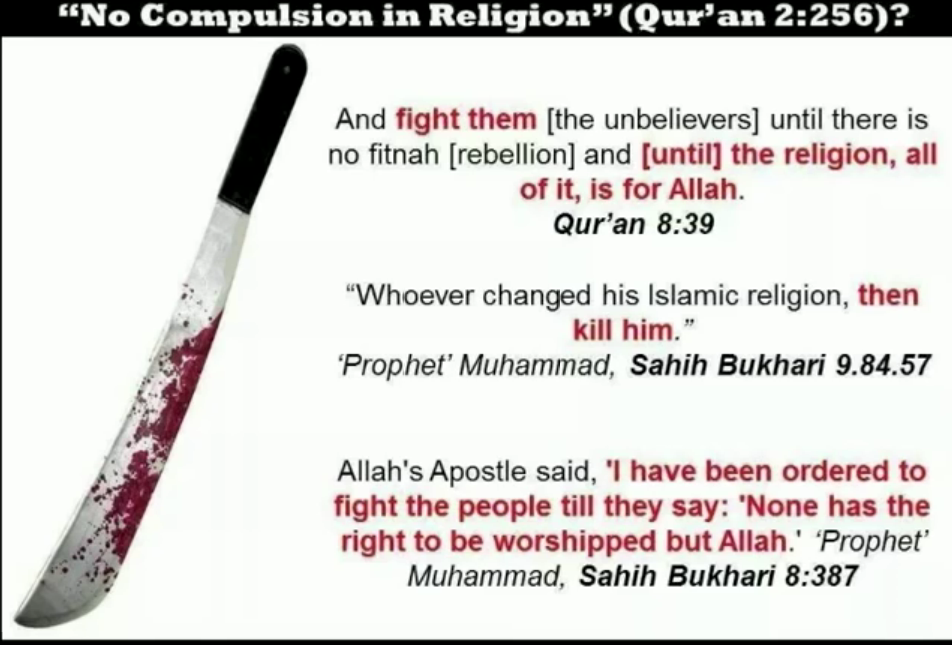 “No Compulsion in Religion” (Qur’an 2:256)?
And fight them [the unbelievers] until there is
no fitnah [rebellion] and [until] the religion, all
of it, is for Allah.
Qur’an 8:39
“Whoever changed his Islamic religion, then
kill him.”
‘Prophet’ Muhammad, Sahih Bukhari 9.84.57
Allah's Apostle said, 'I have been ordered to
fight the people till they say: 'None has the
right to be worshipped but Allah.' ‘Prophet’
Muhammad, Sahih Bukhari 8:387